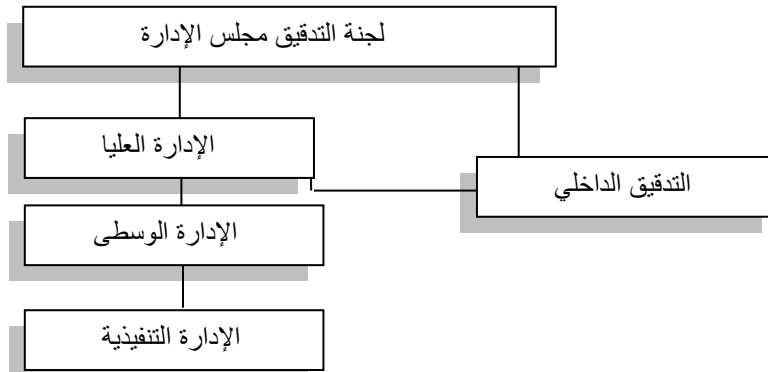 لجنة التدقيق مجلس الإدارة
الإدارة العليا
التدقيق الداخلي
الإدارة الوسطى
الإدارة التنفيذية